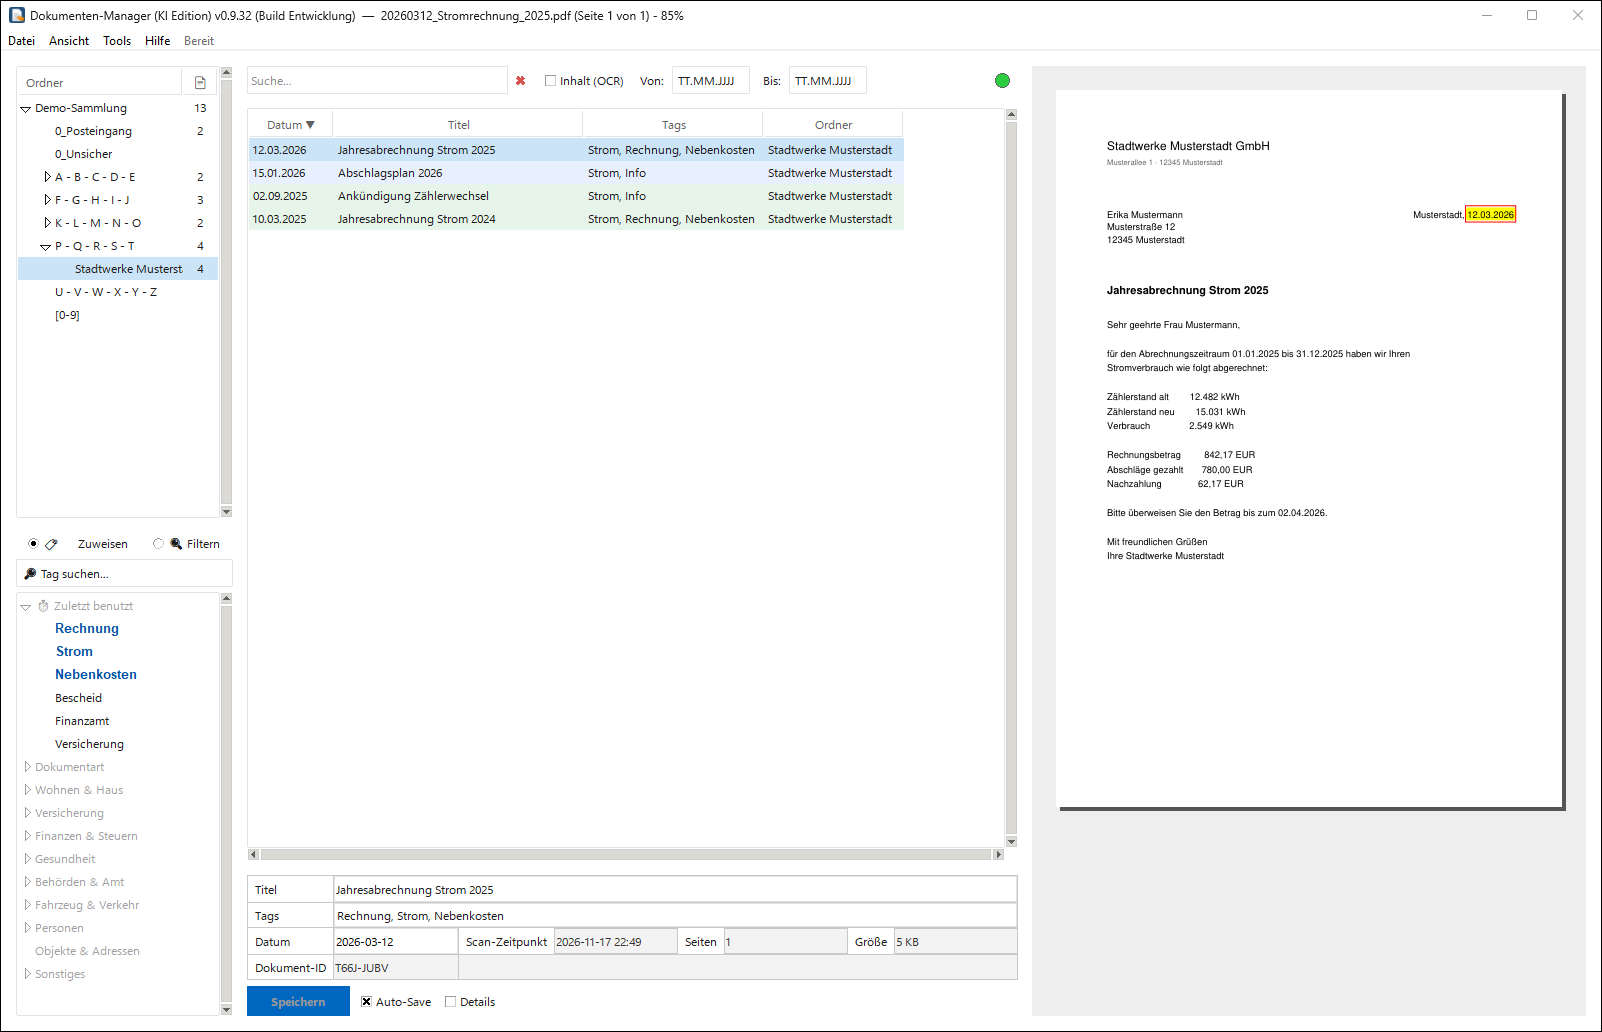 Dokumenten-Manager (KI Edition) v0.9.32 (Build Entwicklung) — 20260312_Stromrechnung_2025.pdf (Seite 1 von 1) - 85%
Datei Ansicht Tools Hilfe Bereit
Ordner
Demo-Sammlung 13
0_Posteingang 2
0_Unsicher
A - B - C - D - E 2
F - G - H - I - J 3
K - L - M - N - O 2
P - Q - R - S - T 4
Stadtwerke Musterst 4
U - V - W - X - Y - Z
[0-9]
Zuweisen Filtern
Tag suchen...
Zuletzt benutzt
Rechnung
Strom
Nebenkosten
Bescheid
Finanzamt
Versicherung
Dokumentart
Wohnen & Haus
Versicherung
Finanzen & Steuern
Gesundheit
Behörden & Amt
Fahrzeug & Verkehr
Personen
Objekte & Adressen
Sonstiges
Suche... Inhalt (OCR) Von: TT.MM.JJJJ Bis: TT.MM.JJJJ
Datum ▼ Titel Tags Ordner
12.03.2026 Jahresabrechnung Strom 2025 Strom, Rechnung, Nebenkosten Stadtwerke Musterstadt
15.01.2026 Abschlagsplan 2026 Strom, Info Stadtwerke Musterstadt
02.09.2025 Ankündigung Zählerwechsel Strom, Info Stadtwerke Musterstadt
10.03.2025 Jahresabrechnung Strom 2024 Strom, Rechnung, Nebenkosten Stadtwerke Musterstadt
Titel Jahresabrechnung Strom 2025
Tags Rechnung, Strom, Nebenkosten
Datum 2026-03-12 Scan-Zeitpunkt 2026-11-17 22:49 Seiten 1 Größe 5 KB
Dokument-ID T66J-JUBV
Speichern Auto-Save Details
Stadtwerke Musterstadt GmbH
Musterallee 1 · 12345 Musterstadt
Erika Mustermann Musterstadt, 12.03.2026
Musterstraße 12
12345 Musterstadt
Jahresabrechnung Strom 2025
Sehr geehrte Frau Mustermann,
für den Abrechnungszeitraum 01.01.2025 bis 31.12.2025 haben wir Ihren
Stromverbrauch wie folgt abgerechnet:
Zählerstand alt 12.482 kWh
Zählerstand neu 15.031 kWh
Verbrauch 2.549 kWh
Rechnungsbetrag 842,17 EUR
Abschläge gezahlt 780,00 EUR
Nachzahlung 62,17 EUR
Bitte überweisen Sie den Betrag bis zum 02.04.2026.
Mit freundlichen Grüßen
Ihre Stadtwerke Musterstadt